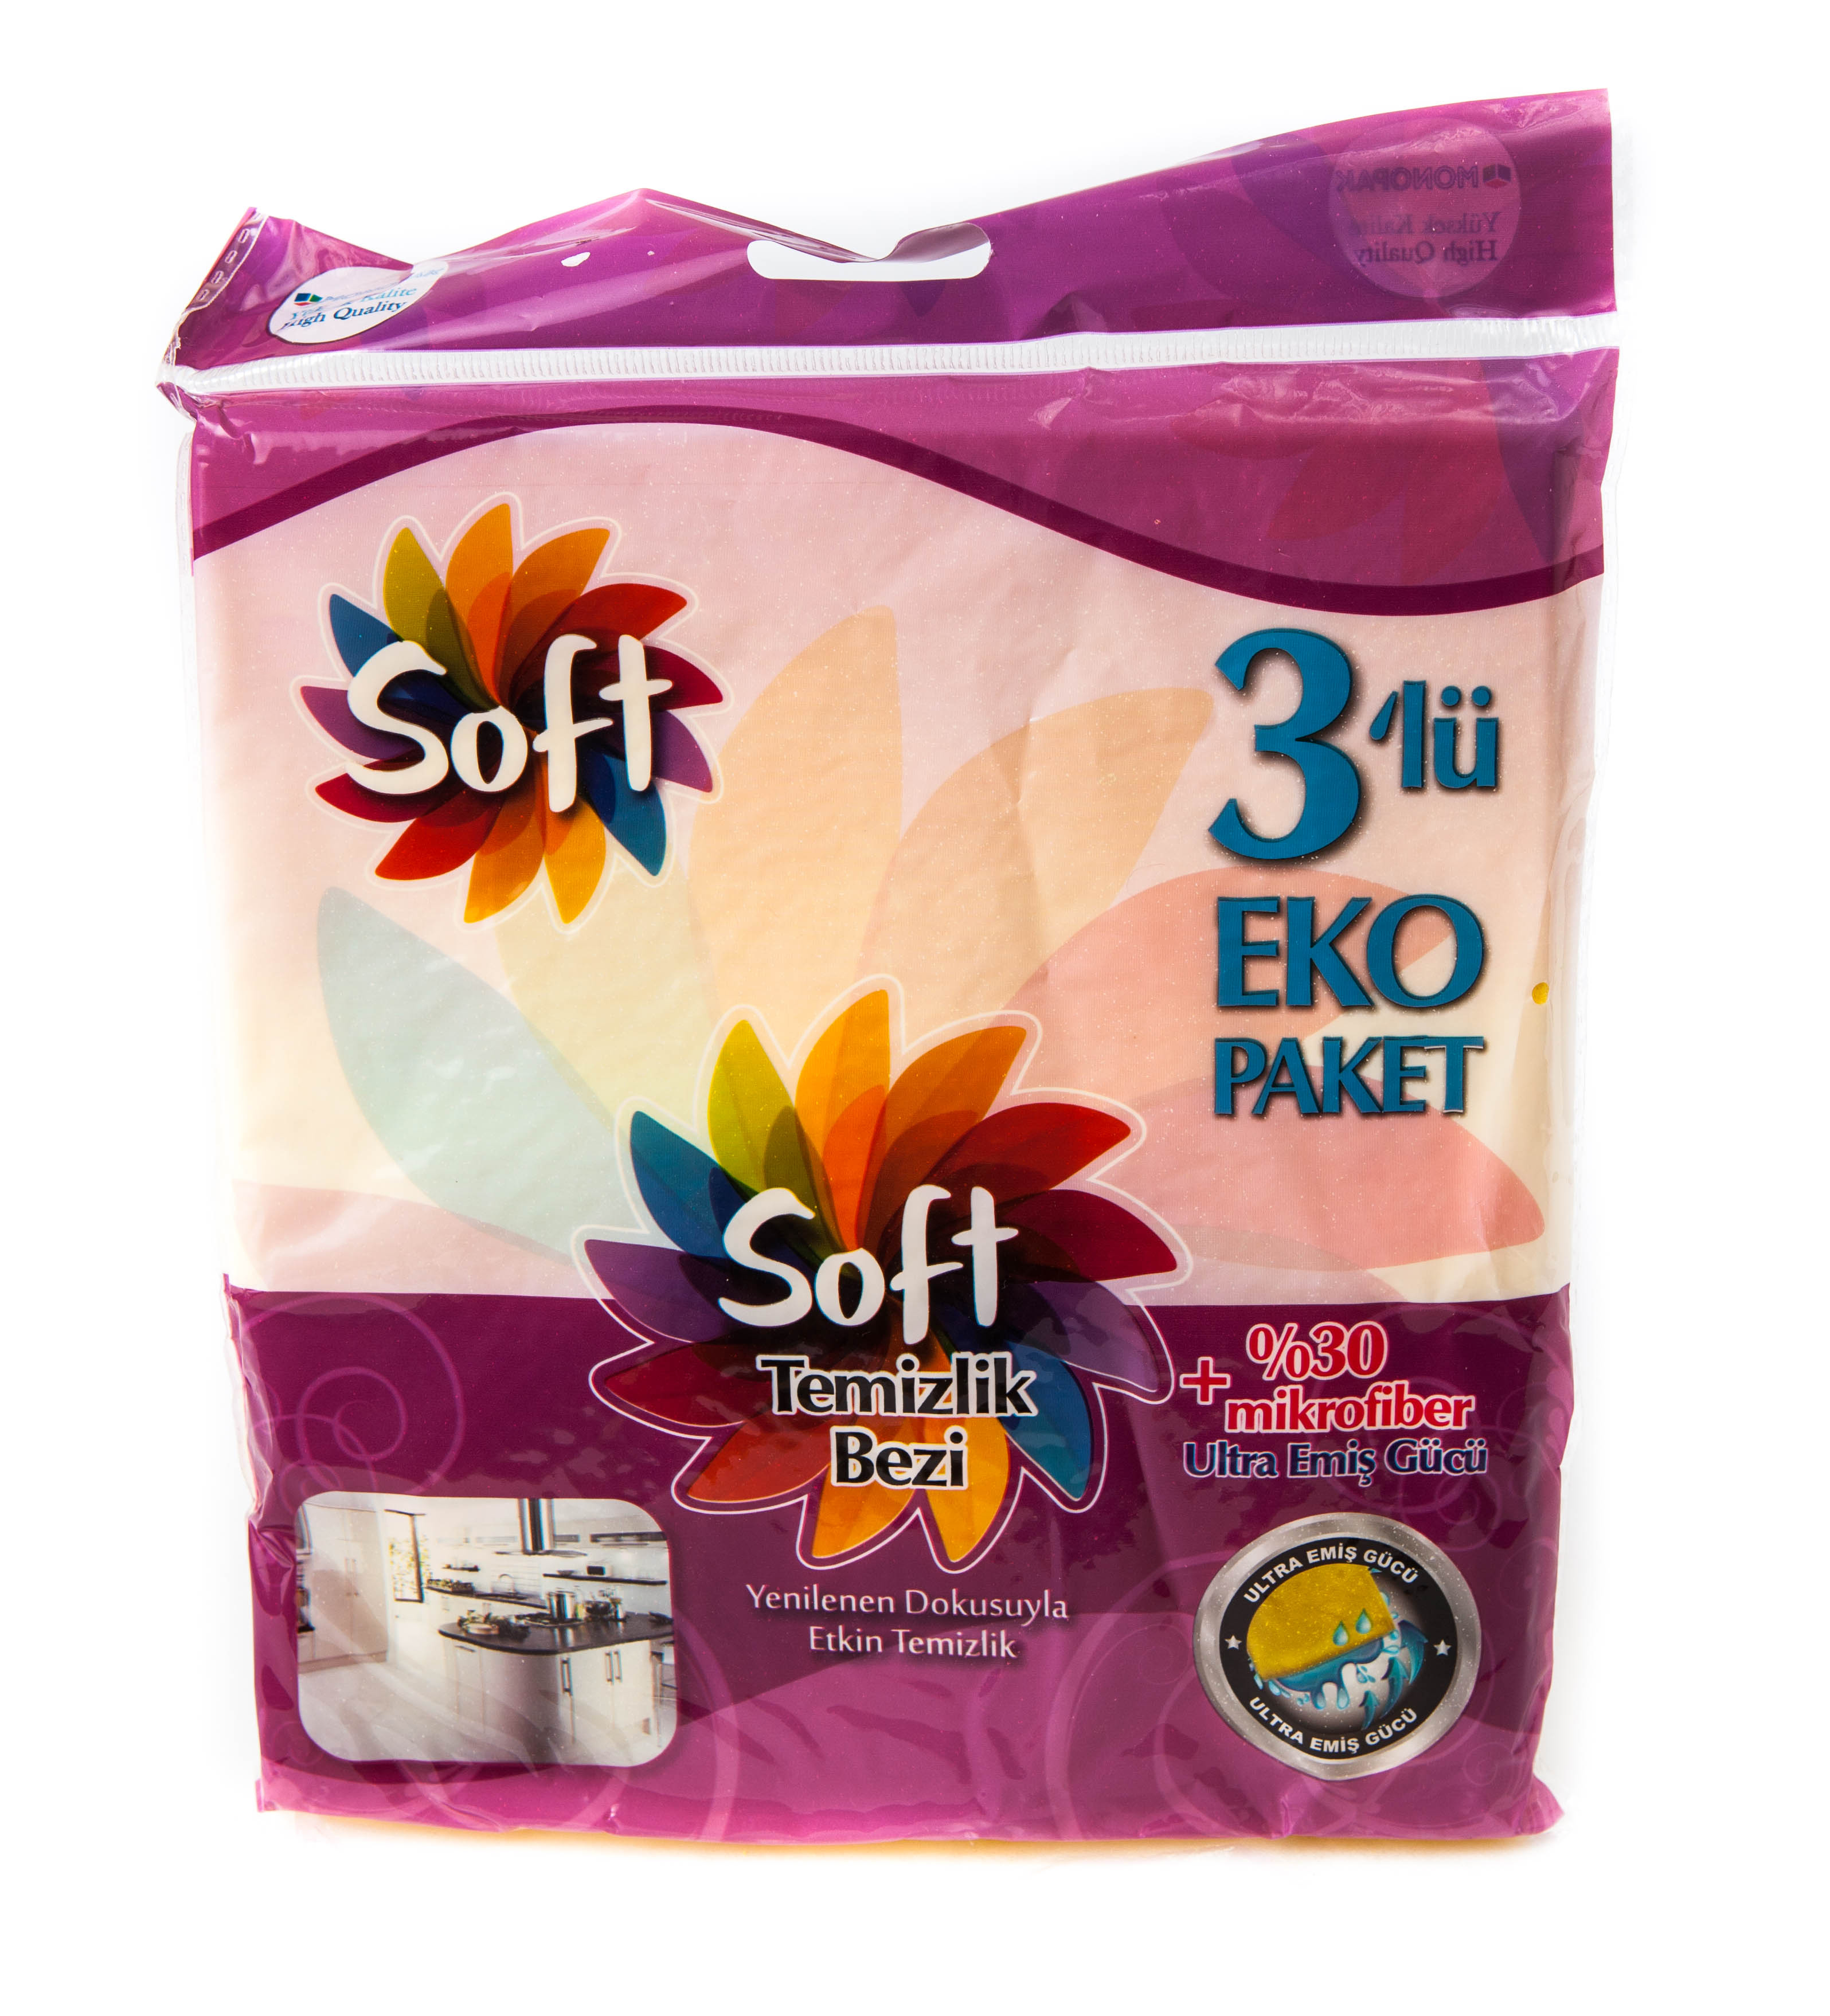 MONOPAK
Yüksek Kalite
High Quality
Kalite
High Quality
Soft
3'lü
EKO
PAKET
Soft
Temizlik
Bezi
%30
+ mikrofiber
Ultra Emiş Gücü
Yenilenen Dokusuyla
Etkin Temizlik
ULTRA EMİŞ GÜCÜ
ULTRA EMİŞ GÜCÜ